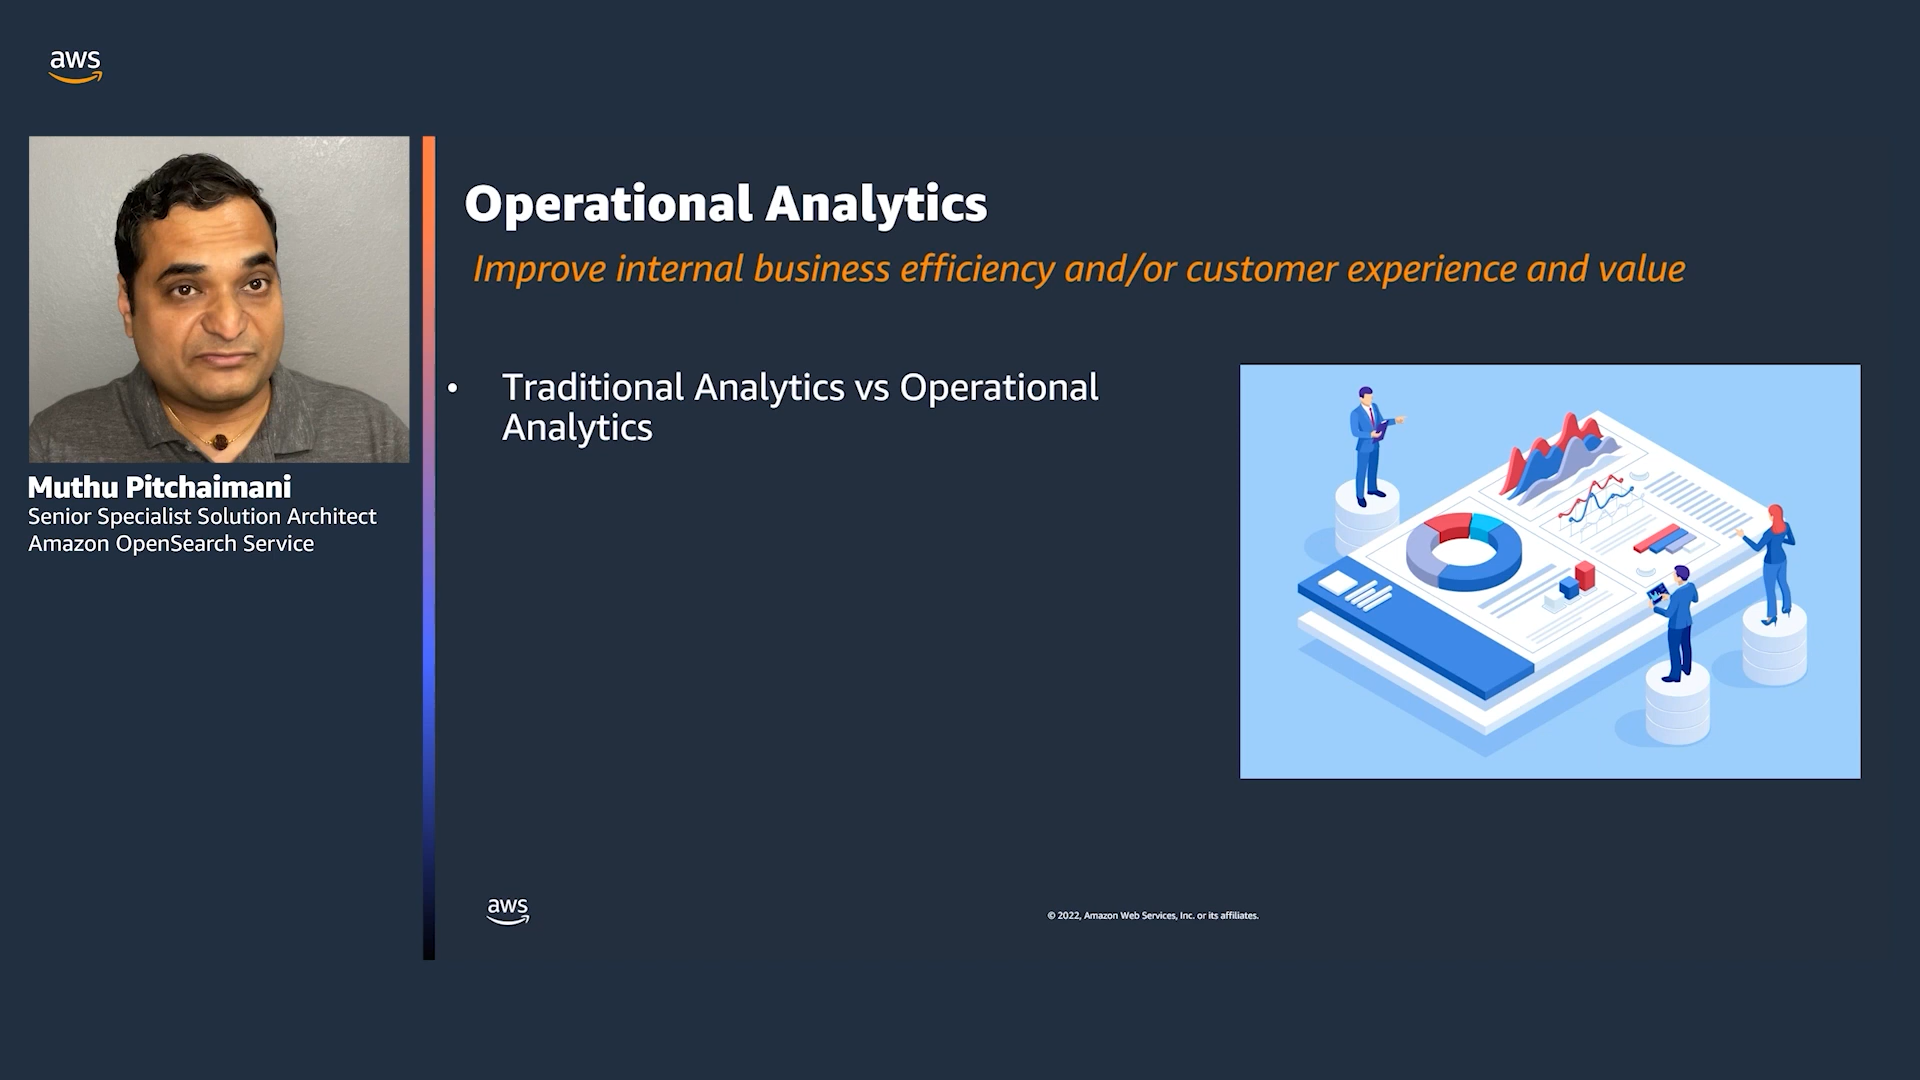 aws
Muthu Pitchaimani
Senior Specialist Solution Architect
Amazon OpenSearch Service
Operational Analytics
Improve internal business efficiency and/or customer experience and value
• Traditional Analytics vs Operational
Analytics
aws
© 2022, Amazon Web Services, Inc. or its affiliates.